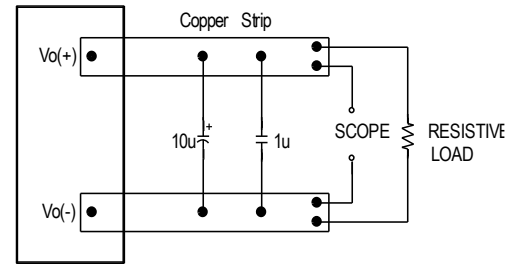 Copper Strip
Vo(+)
10u
+
1u
SCOPE
RESISTIVE
LOAD
Vo(-)